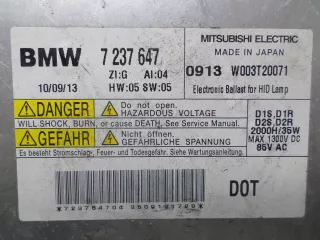 BMW 7 237 647
MITSUBISHI ELECTRIC
MADE IN JAPAN
ZI:G AI:04
10/09/13 HW:05 SW:05
0913 W003T20071
Electronic Ballast for HID Lamp
DANGER
Do not open.
HAZARDOUS VOLTAGE
WILL SHOCK, BURN, or cause DEATH. See Service Manual.
GEFAHR
Nicht öffnen.
GEFÄHRLICHE SPANNUNG
Es besteht Stromschlag-, Feuer- und Todesgefahr. Siehe Wartungshandbuch.
D1S,D1R
D2S,D2R
2000H/35W
MAX 1300V DC
85V AC
DOT